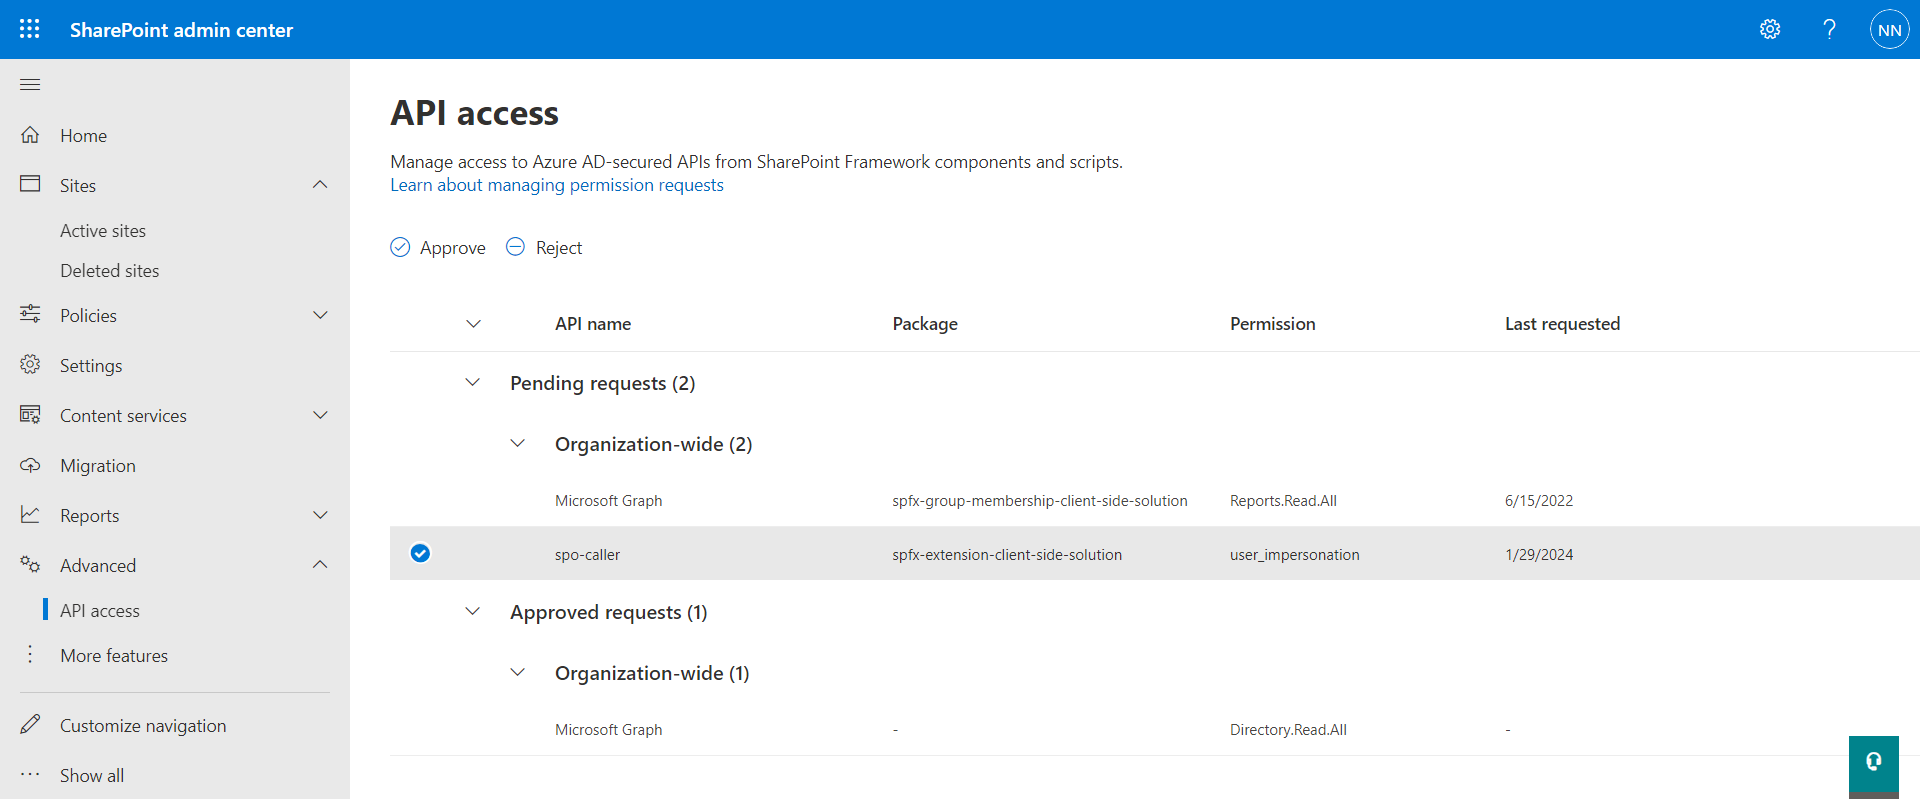 SharePoint admin center
?
NN
Home
Sites
Active sites
Deleted sites
Policies
Settings
Content services
Migration
Reports
Advanced
API access
More features
Customize navigation
Show all
API access
Manage access to Azure AD-secured APIs from SharePoint Framework components and scripts.
Learn about managing permission requests
Approve Reject
API name Package Permission Last requested
Pending requests (2)
Organization-wide (2)
Microsoft Graph spfx-group-membership-client-side-solution Reports.Read.All 6/15/2022
spo-caller spfx-extension-client-side-solution user_impersonation 1/29/2024
Approved requests (1)
Organization-wide (1)
Microsoft Graph - Directory.Read.All -